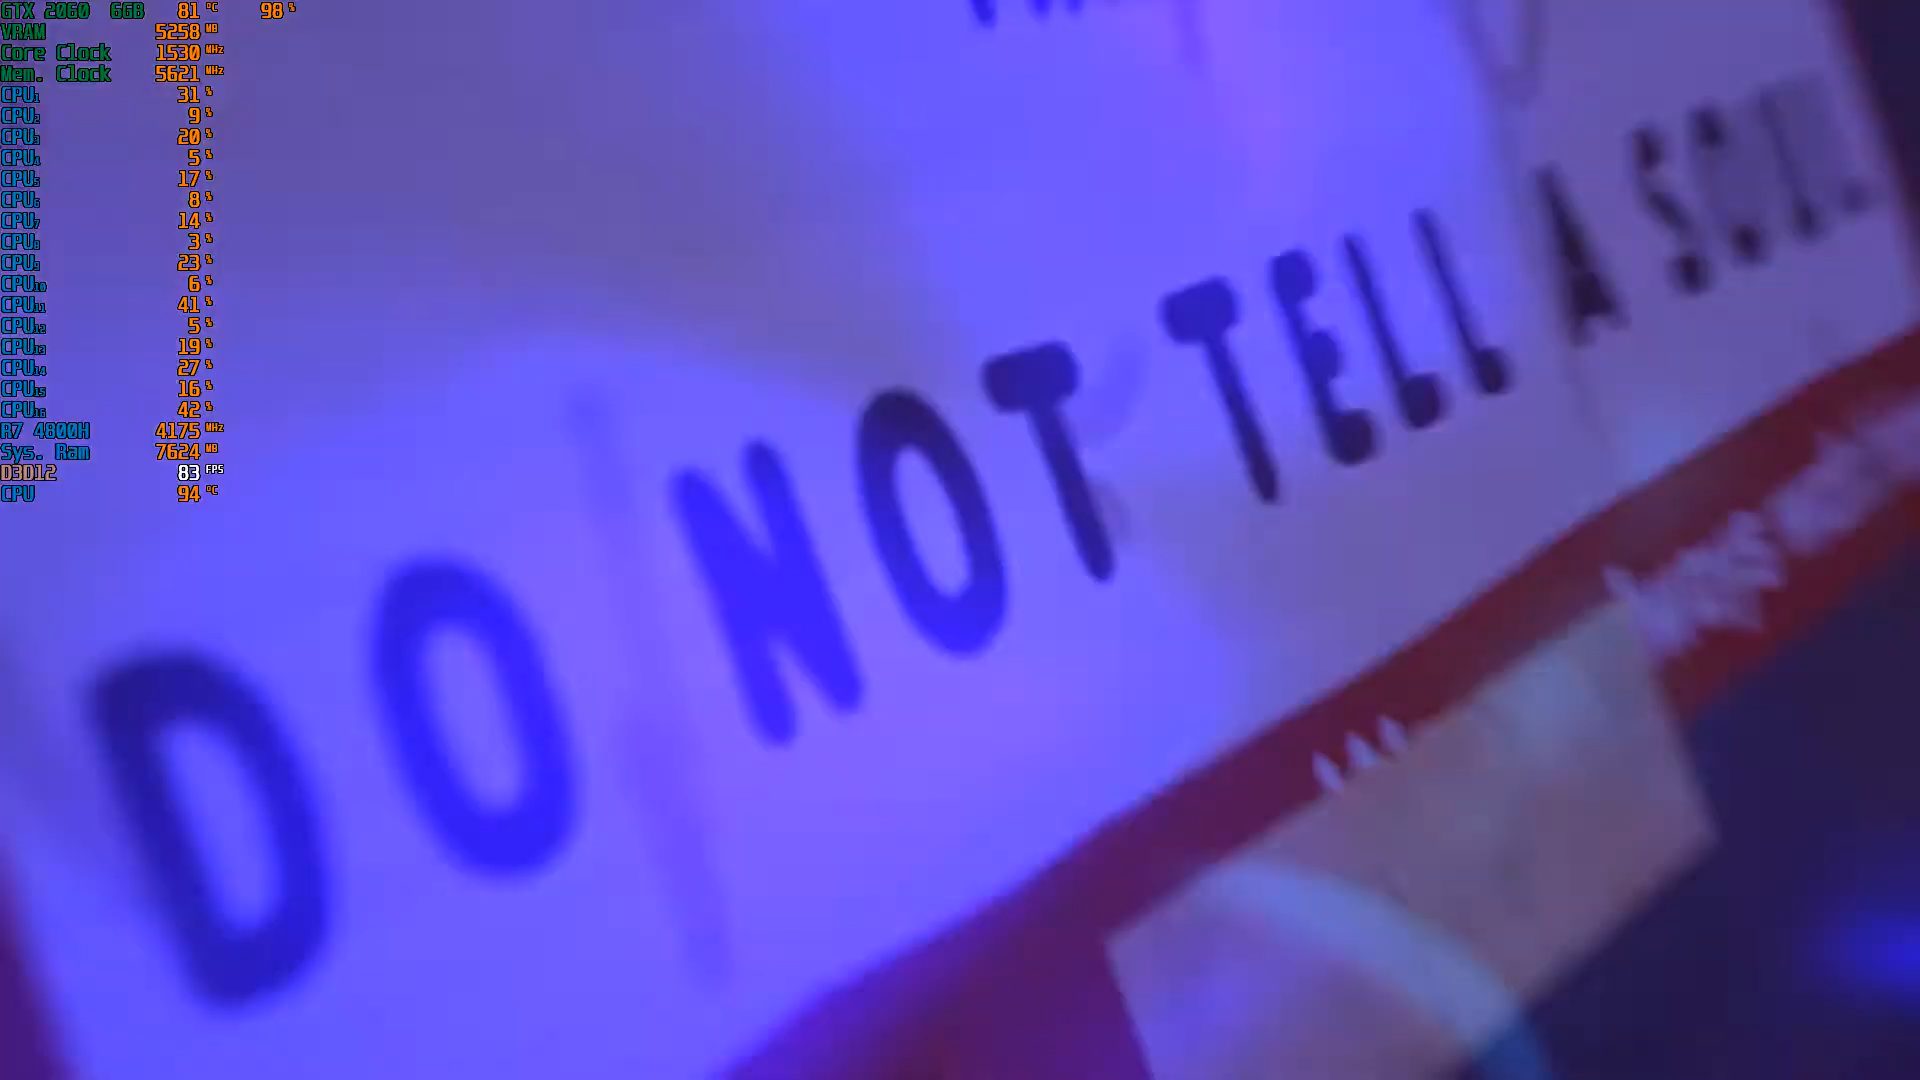 GTX 2060 6GB 81 °C 98 %
VRAM 5258 MB
Core Clock 1530 MHz
Mem. Clock 5621 MHz
CPU1 31 %
CPU2 9 %
CPU3 20 %
CPU4 5 %
CPU5 17 %
CPU6 8 %
CPU7 14 %
CPU8 3 %
CPU9 23 %
CPU10 6 %
CPU11 41 %
CPU12 5 %
CPU13 19 %
CPU14 27 %
CPU15 16 %
CPU16 42 %
R7 4800H 4175 MHz
Sys. Ram 7624 MB
D3D12 83 FPS
CPU 94 °C
DO NOT TELL A